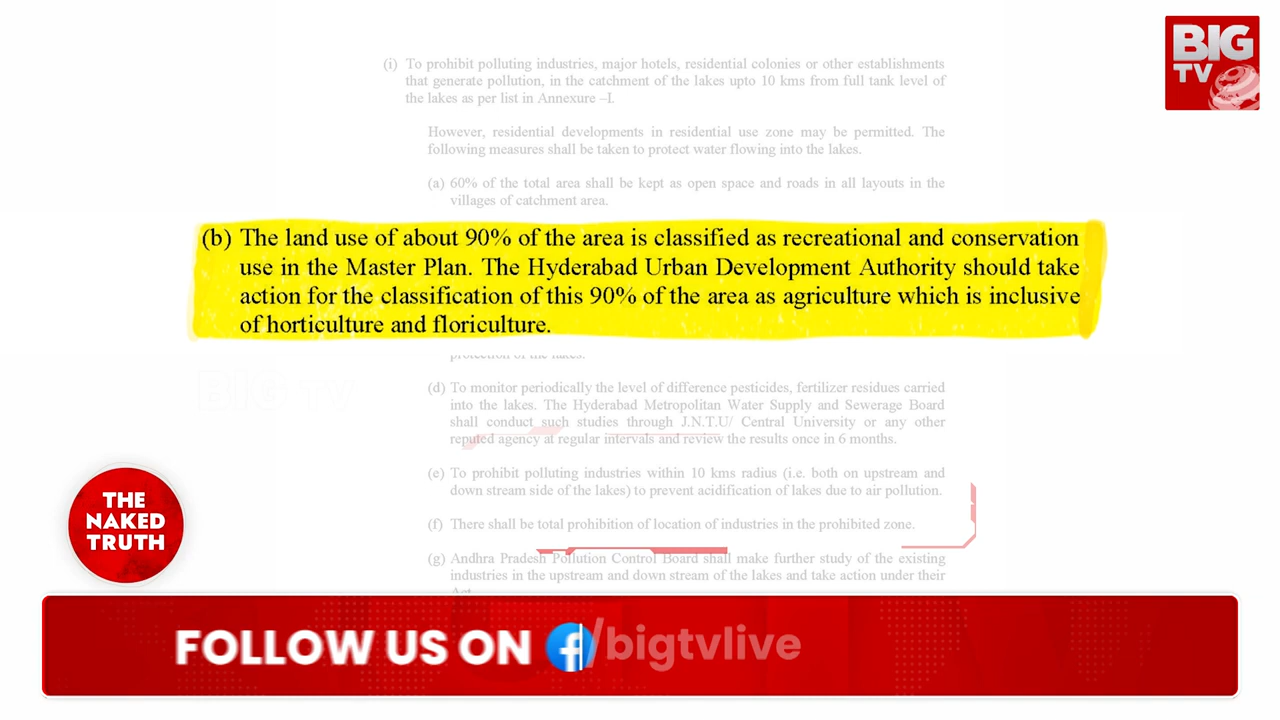 BIG
TV
(i) To prohibit polluting industries, major hotels, residential colonies or other establishments
that generate pollution, in the catchment of the lakes upto 10 kms from full tank level of
the lakes as per list in Annexure –I.
However, residential developments in residential use zone may be permitted. The
following measures shall be taken to protect water flowing into the lakes.
(a) 60% of the total area shall be kept as open space and roads in all layouts in the
villages of catchment area.
(b) The land use of about 90% of the area is classified as recreational and conservation
use in the Master Plan. The Hyderabad Urban Development Authority should take
action for the classification of this 90% of the area as agriculture which is inclusive
of horticulture and floriculture.
protection of the lakes.
BIG TV
(d) To monitor periodically the level of difference pesticides, fertilizer residues carried
into the lakes. The Hyderabad Metropolitan Water Supply and Sewerage Board
shall conduct such studies through J.N.T.U/ Central University or any other
reputed agency at regular intervals and review the results once in 6 months.
(e) To prohibit polluting industries within 10 kms radius (i.e. both on upstream and
down stream side of the lakes) to prevent acidification of lakes due to air pollution.
(f) There shall be total prohibition of location of industries in the prohibited zone.
(g) Andhra Pradesh Pollution Control Board shall make further study of the existing
industries in the upstream and down stream of the lakes and take action under their
Act.
THE
NAKED
TRUTH
FOLLOW US ON f/bigtvlive